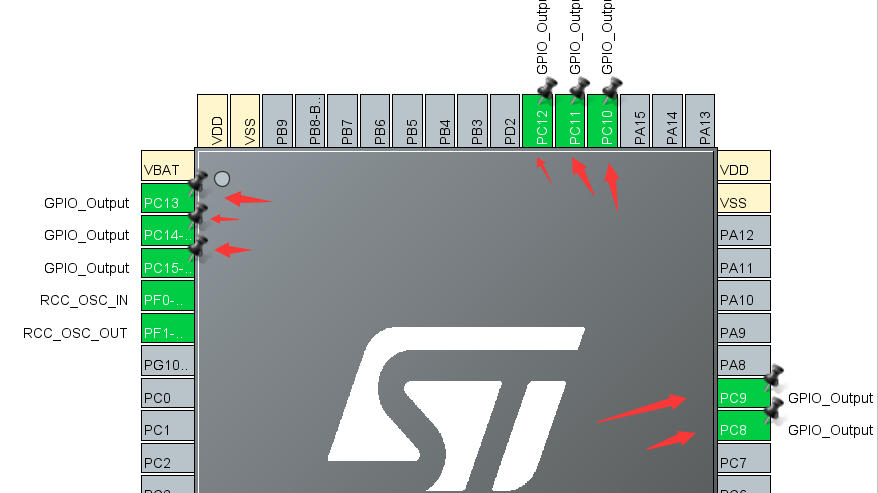 GPIO_Output
GPIO_Output
GPIO_Output
VDD
VSS
PB9
PB8-B..
PB7
PB6
PB5
PB4
PB3
PD2
PC12
PC11
PC10
PA15
PA14
PA13
VBAT
GPIO_Output PC13
GPIO_Output PC14-..
GPIO_Output PC15-..
RCC_OSC_IN PF0-..
RCC_OSC_OUT PF1-..
PG10..
PC0
PC1
PC2
VDD
VSS
PA12
PA11
PA10
PA9
PA8
PC9 GPIO_Output
PC8 GPIO_Output
PC7
ST